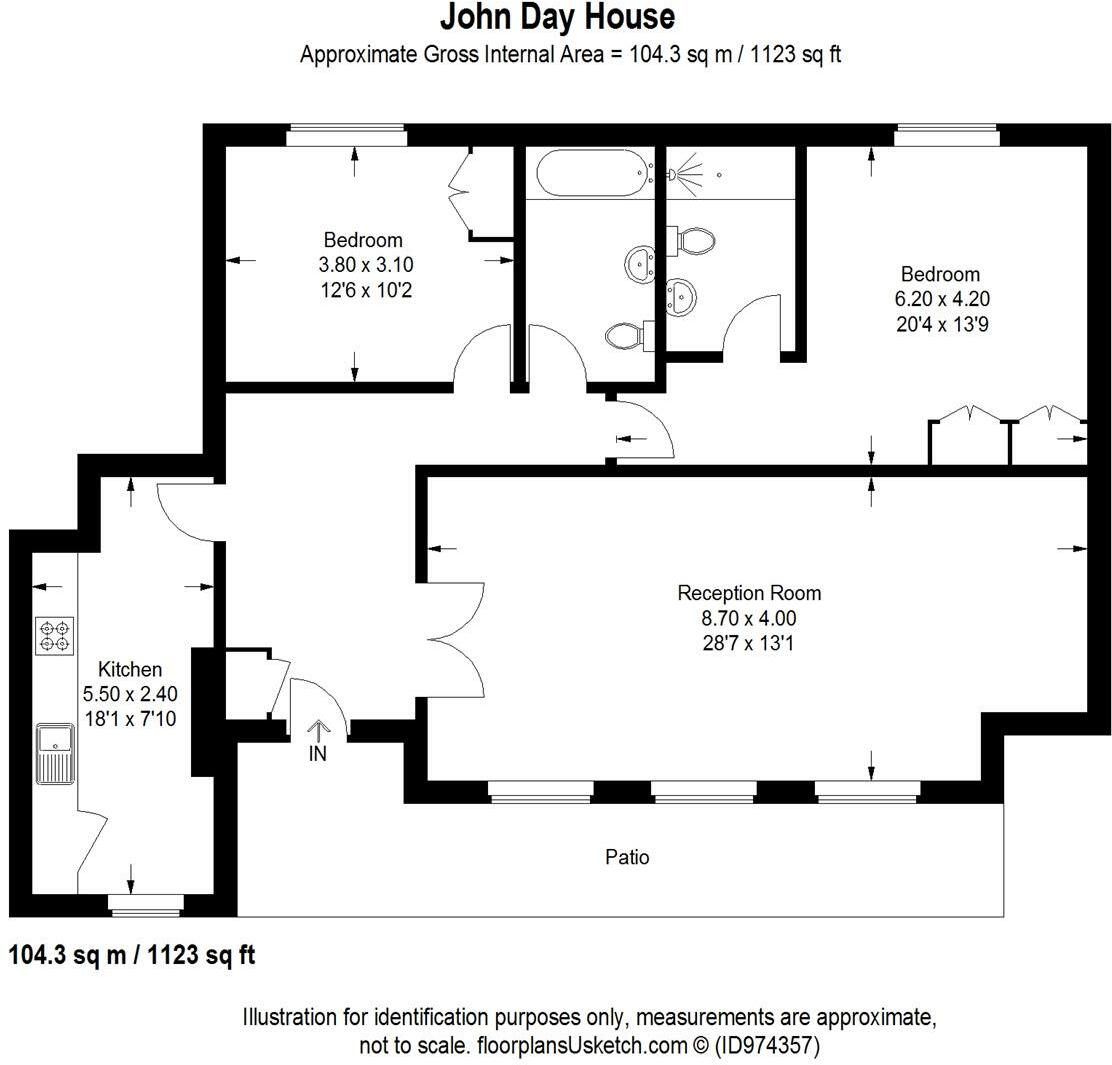 John Day House
Approximate Gross Internal Area = 104.3 sq m / 1123 sq ft
Bedroom
3.80 x 3.10
12'6 x 10'2
Bedroom
6.20 x 4.20
20'4 x 13'9
Reception Room
8.70 x 4.00
28'7 x 13'1
Kitchen
5.50 x 2.40
18'1 x 7'10
IN
Patio
104.3 sq m / 1123 sq ft
Illustration for identification purposes only, measurements are approximate,
not to scale. floorplansUsketch.com © (ID974357)